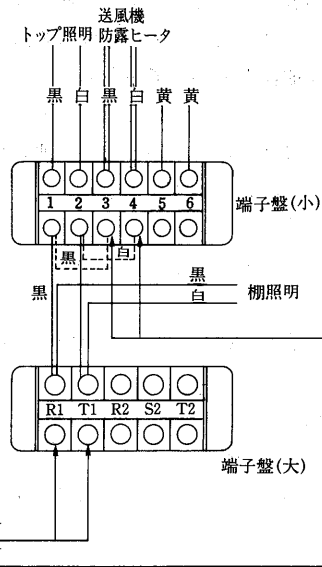 送風機
トップ照明 防露ヒータ
黒 白 黒 白 黄 黄
1 2 3 4 5 6
端子盤(小)
黒 白
黒
黒
白
棚照明
R1 T1 R2 S2 T2
端子盤(大)